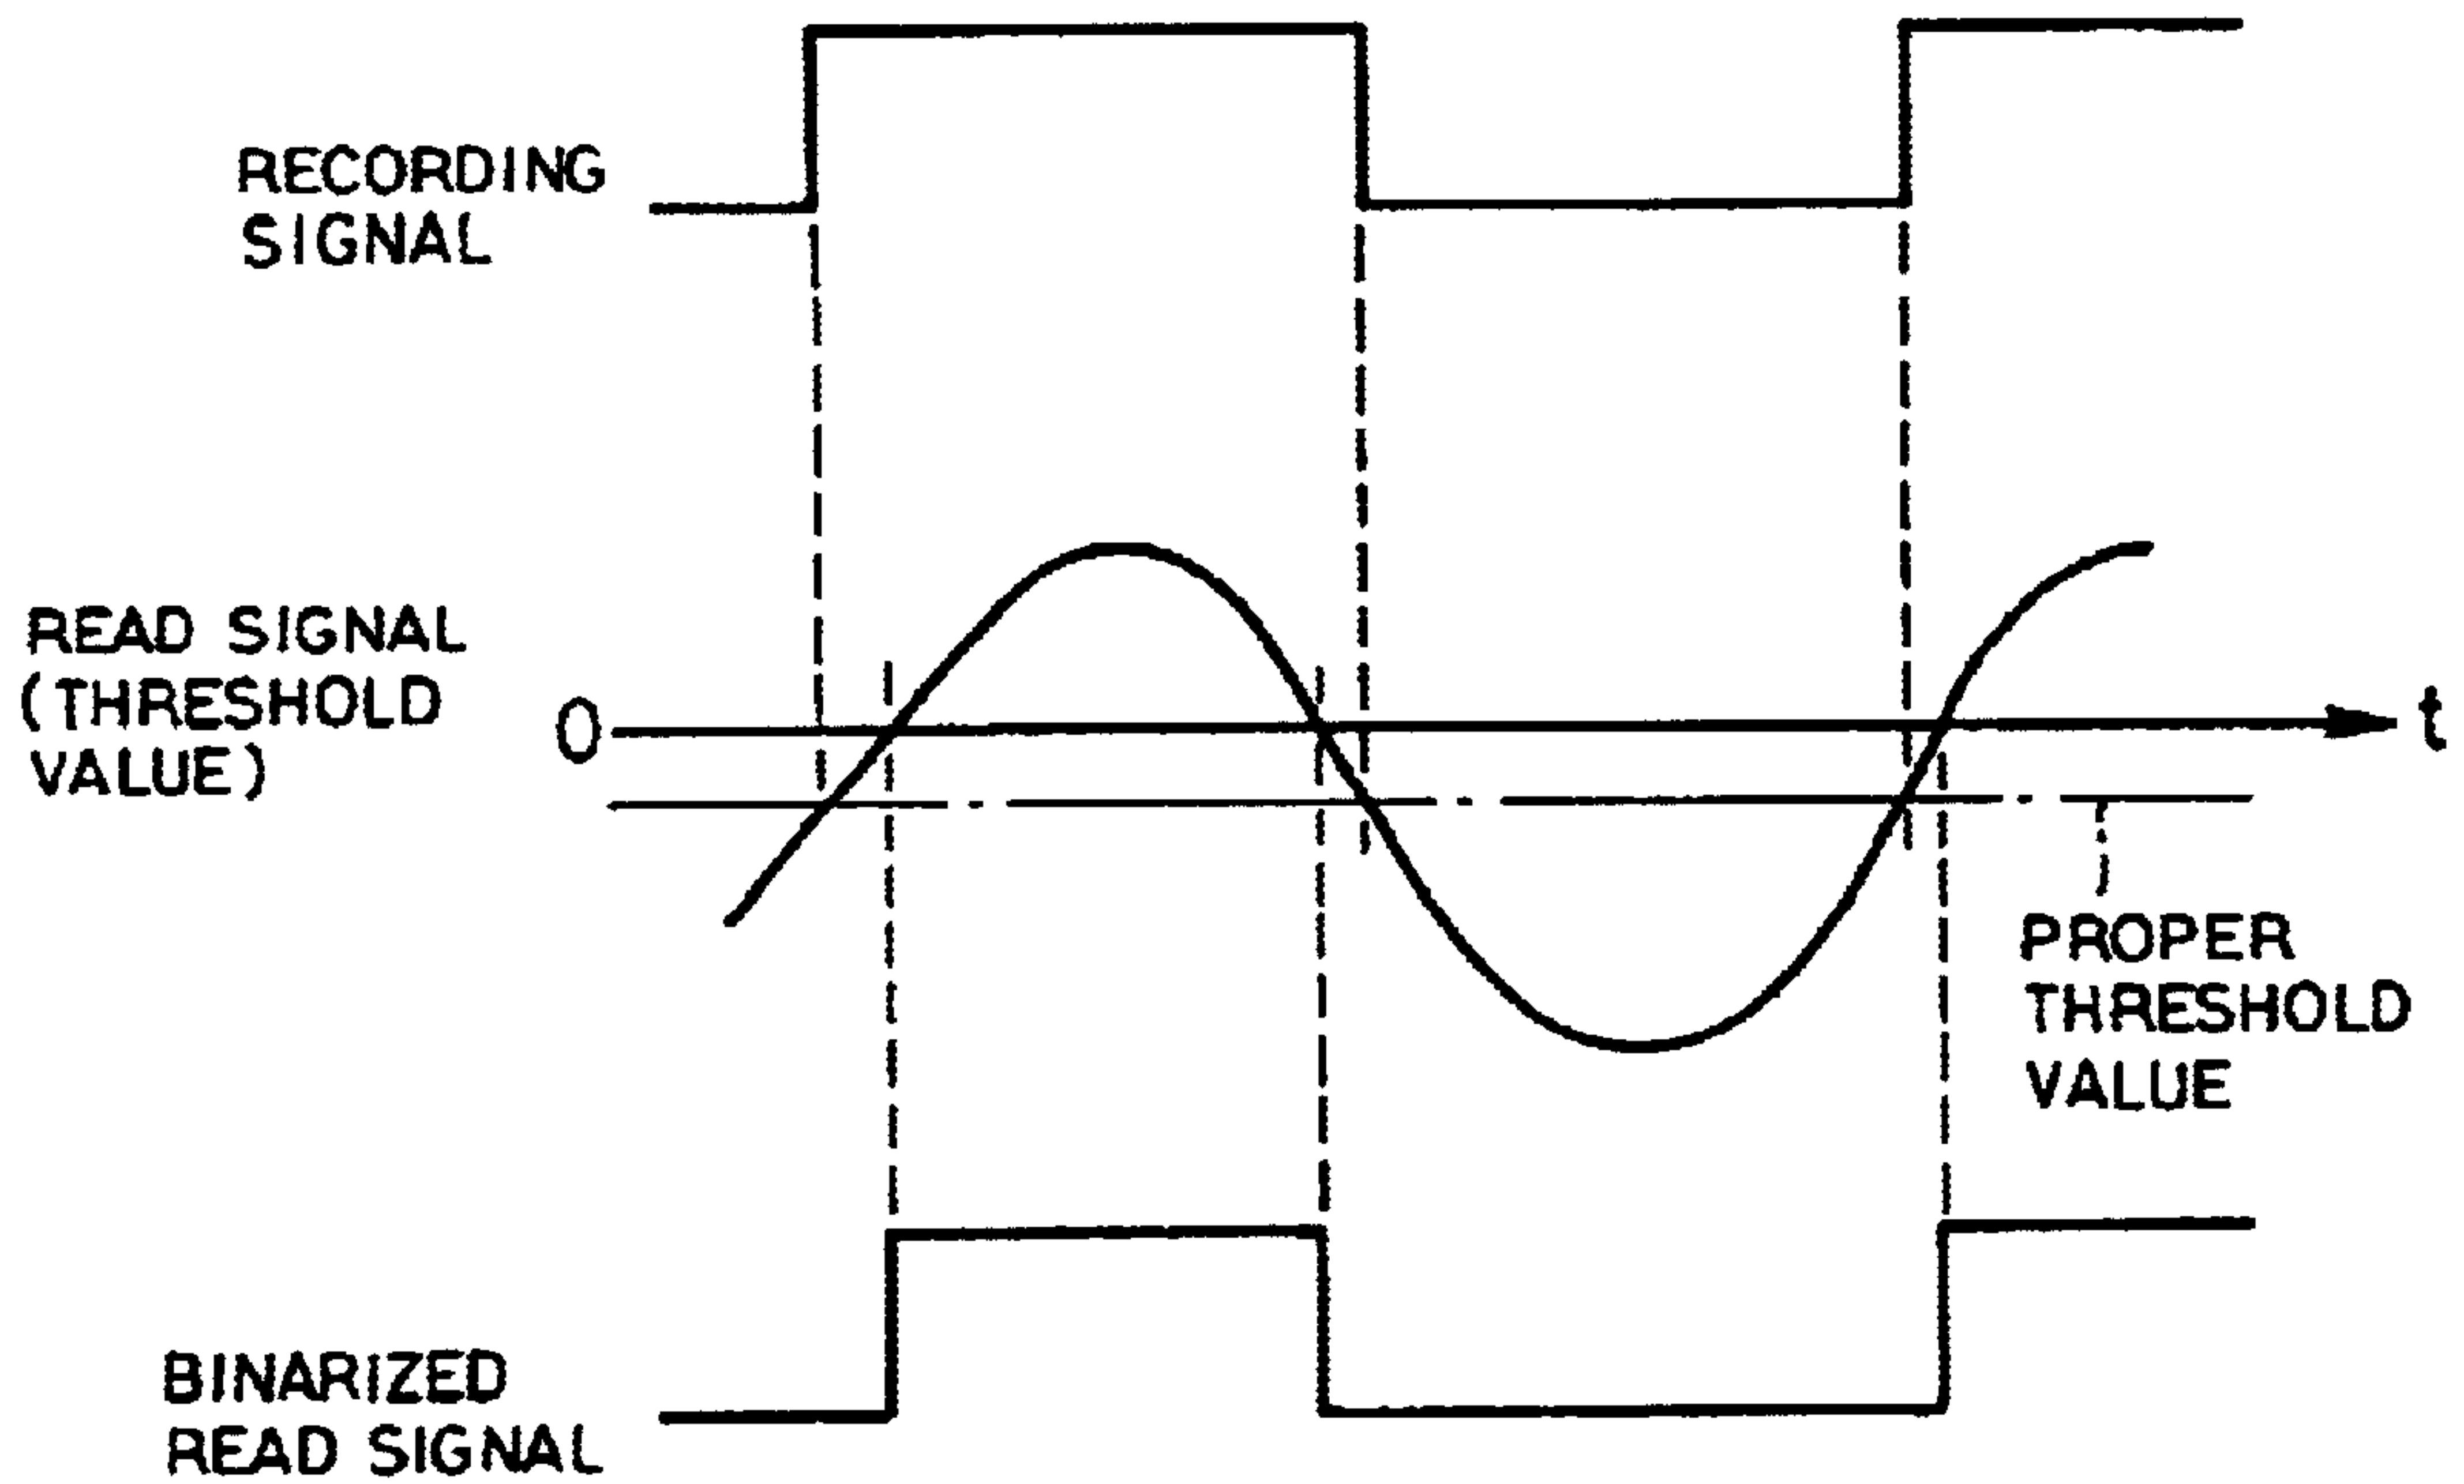 RECORDING
SIGNAL
READ SIGNAL
(THRESHOLD
VALUE)
0
t
PROPER
THRESHOLD
VALUE
BINARIZED
READ SIGNAL